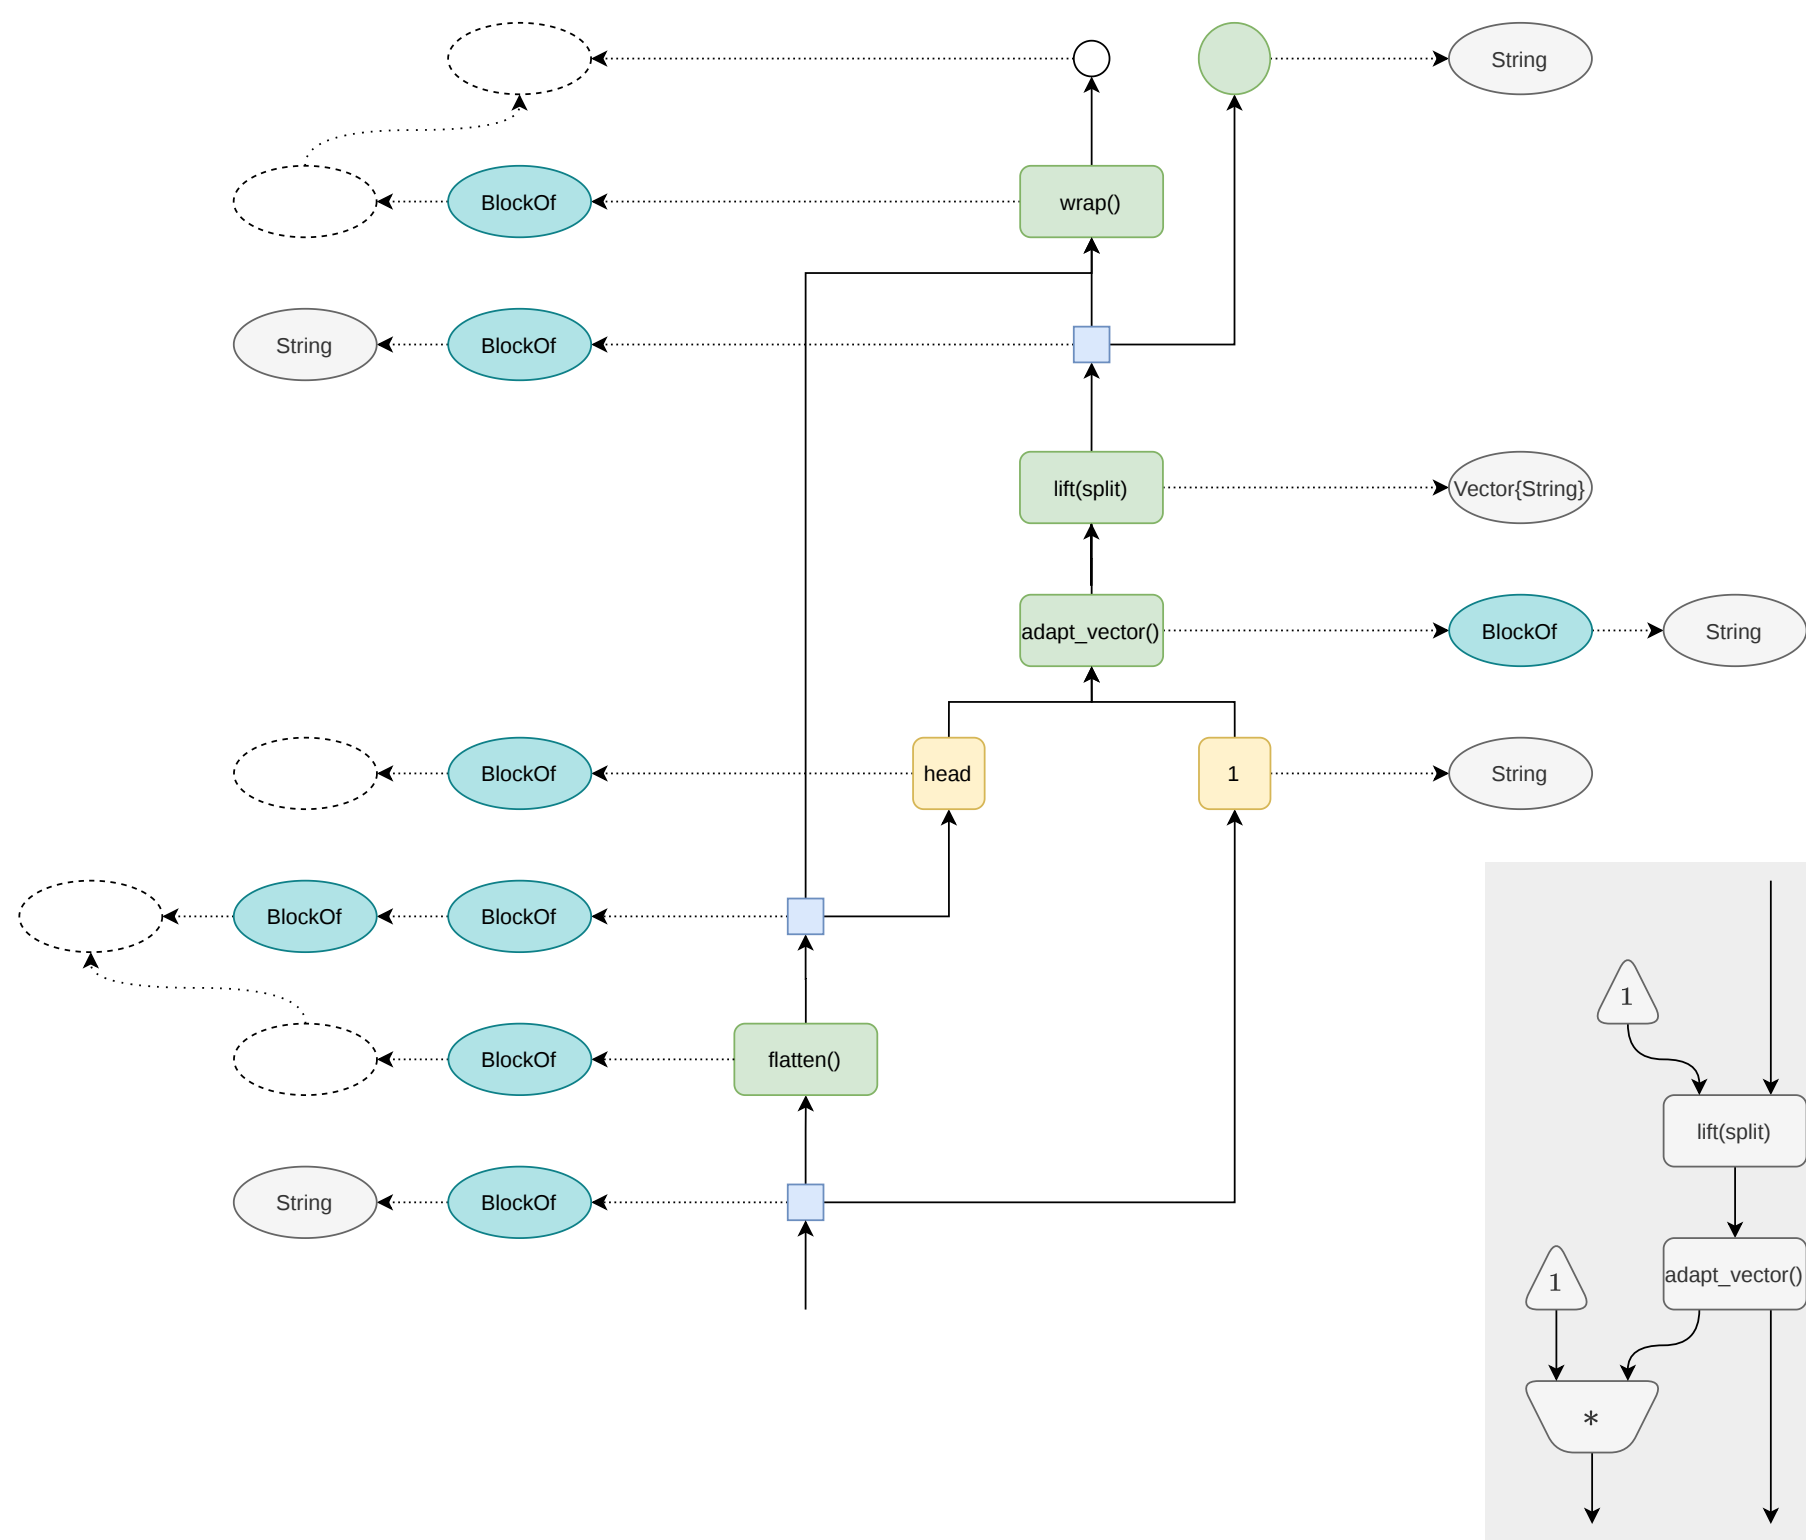 String
BlockOf
wrap()
String
BlockOf
lift(split)
Vector{String}
adapt_vector()
BlockOf
String
BlockOf
head
1
String
BlockOf
BlockOf
1
BlockOf
flatten()
lift(split)
String
BlockOf
1
adapt_vector()
*